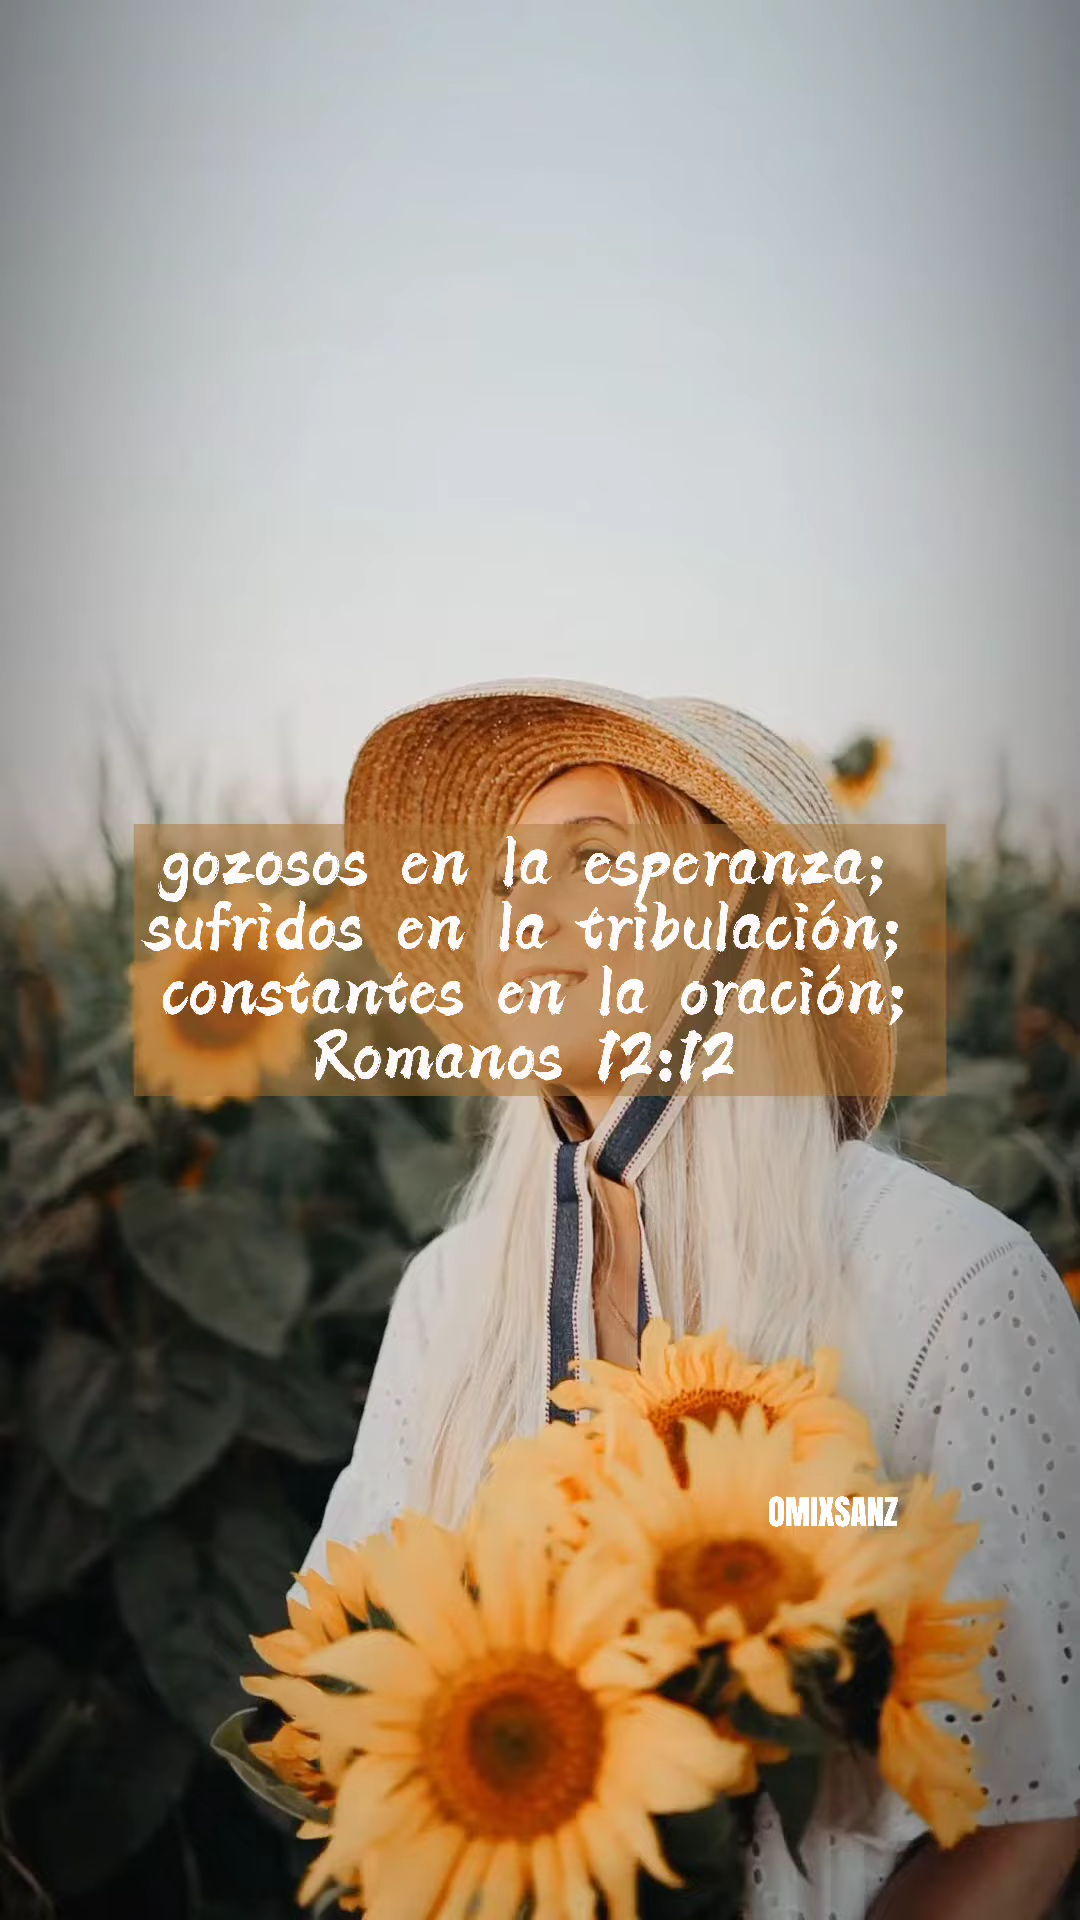 gozosos en la esperanza;
sufridos en la tribulación;
constantes en la oración;
Romanos 12:12
OMIXSANZ